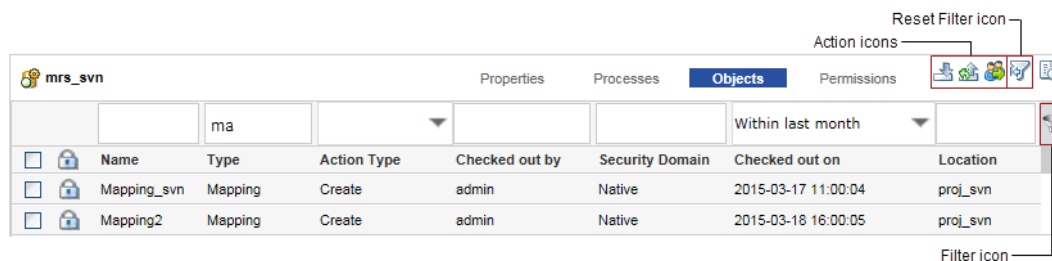 Reset Filter icon
Action icons
mrs_svn Properties Processes Objects Permissions
ma Within last month
Name Type Action Type Checked out by Security Domain Checked out on Location
Mapping_svn Mapping Create admin Native 2015-03-17 11:00:04 proj_svn
Mapping2 Mapping Create admin Native 2015-03-18 16:00:05 proj_svn
Filter icon